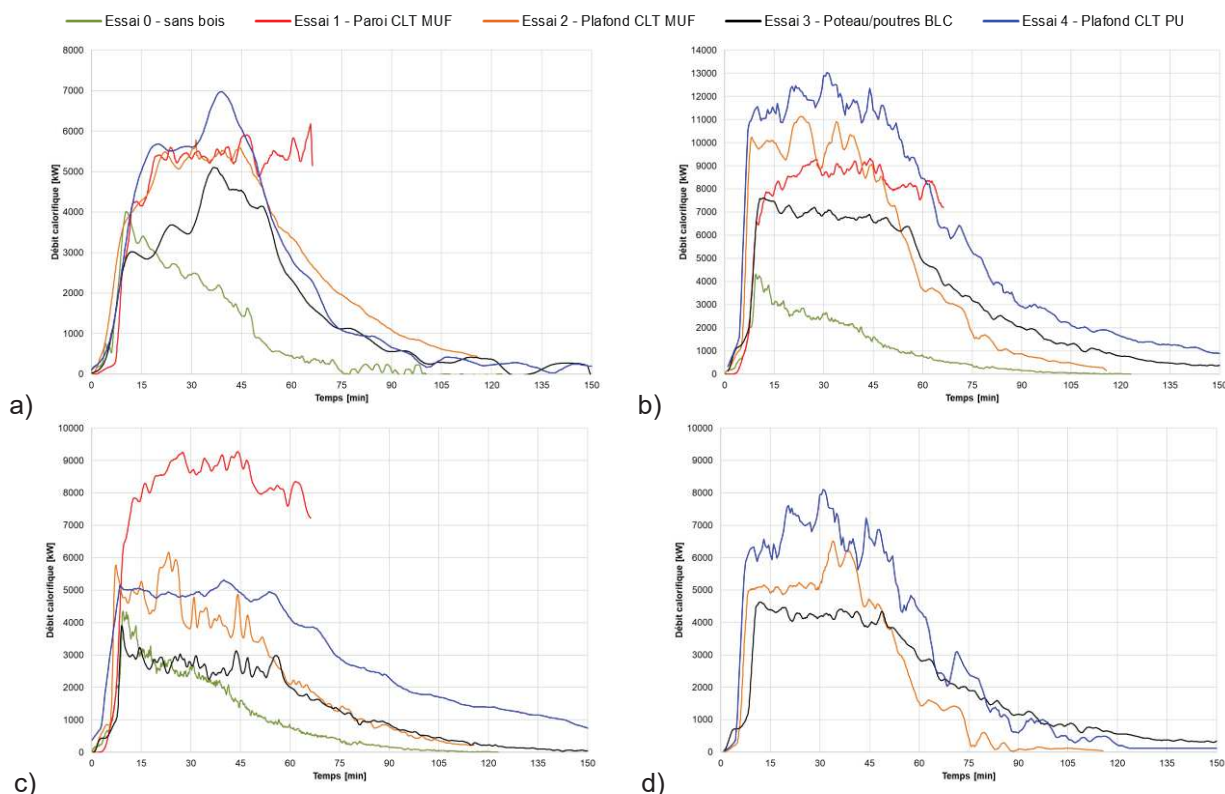 Essai 0 - sans bois Essai 1 - Paroi CLT MUF Essai 2 - Plafond CLT MUF Essai 3 - Poteau/poutres BLC Essai 4 - Plafond CLT PU
8000
7000
6000
5000
4000
3000
2000
1000
0
Débit calorifique [kW]
0 15 30 45 60 75 90 105 120 135 150
Temps [min]
a)
14000
13000
12000
11000
10000
9000
8000
7000
6000
5000
4000
3000
2000
1000
0
Débit calorifique [kW]
0 15 30 45 60 75 90 105 120 135 150
Temps [min]
b)
10000
9000
8000
7000
6000
5000
4000
3000
2000
1000
0
Débit calorifique [kW]
0 15 30 45 60 75 90 105 120 135 150
Temps [min]
c)
10000
9000
8000
7000
6000
5000
4000
3000
2000
1000
0
Débit calorifique [kW]
0 15 30 45 60 75 90 105 120 135 150
Temps [min]
d)